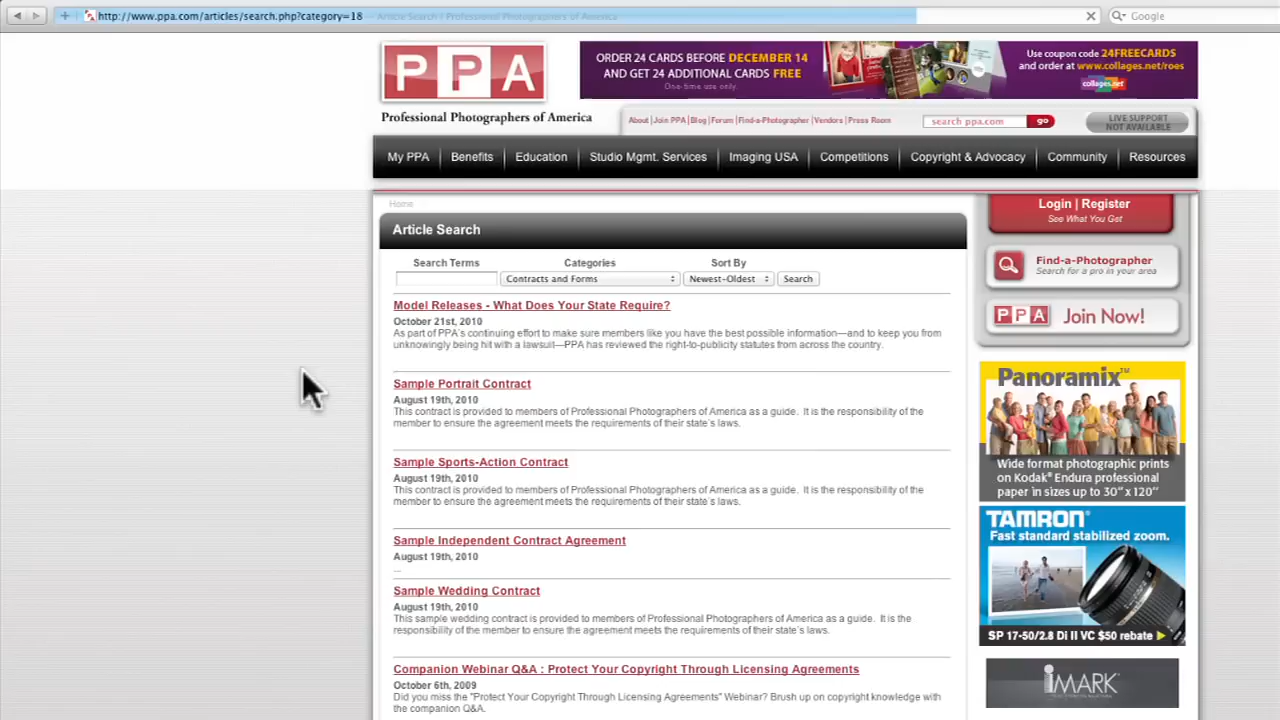 http://www.ppa.com/articles/search.php?category=18 Article Search | Professional Photographers of America
Google
PPA
Professional Photographers of America
ORDER 24 CARDS BEFORE DECEMBER 14
AND GET 24 ADDITIONAL CARDS FREE
One-time use only.
Use coupon code 24FREECARDS
and order at www.collages.net/roes
collages.net
About | Join PPA | Blog | Forum | Find-a-Photographer | Vendors | Press Room
search ppa.com
go
LIVE SUPPORT
NOT AVAILABLE
My PPA Benefits Education Studio Mgmt. Services Imaging USA Competitions Copyright & Advocacy Community Resources
Home
Article Search
Search Terms Categories Sort By
Contracts and Forms Newest-Oldest Search
Model Releases - What Does Your State Require?
October 21st, 2010
As part of PPA's continuing effort to make sure members like you have the best possible information—and to keep you from
unknowingly being hit with a lawsuit—PPA has reviewed the right-to-publicity statutes from across the country.
Sample Portrait Contract
August 19th, 2010
This contract is provided to members of Professional Photographers of America as a guide. It is the responsibility of the
member to ensure the agreement meets the requirements of their state's laws.
Sample Sports-Action Contract
August 19th, 2010
This contract is provided to members of Professional Photographers of America as a guide. It is the responsibility of the
member to ensure the agreement meets the requirements of their state's laws.
Sample Independent Contract Agreement
August 19th, 2010
...
Sample Wedding Contract
August 19th, 2010
This sample wedding contract is provided to members of Professional Photographers of America as a guide. It is the
responsibility of the member to ensure the agreement meets the requirements of their state's laws.
Companion Webinar Q&A : Protect Your Copyright Through Licensing Agreements
October 6th, 2009
Did you miss the "Protect Your Copyright Through Licensing Agreements" Webinar? Brush up on copyright knowledge with
the companion Q&A.
Login | Register
See What You Get
Find-a-Photographer
Search for a pro in your area
PPA Join Now!
Panoramix™
Wide format photographic prints
on Kodak® Endura professional
paper in sizes up to 30" x 120"
TAMRON®
Fast standard stabilized zoom.
SP 17-50/2.8 Di II VC $50 rebate
iMARK